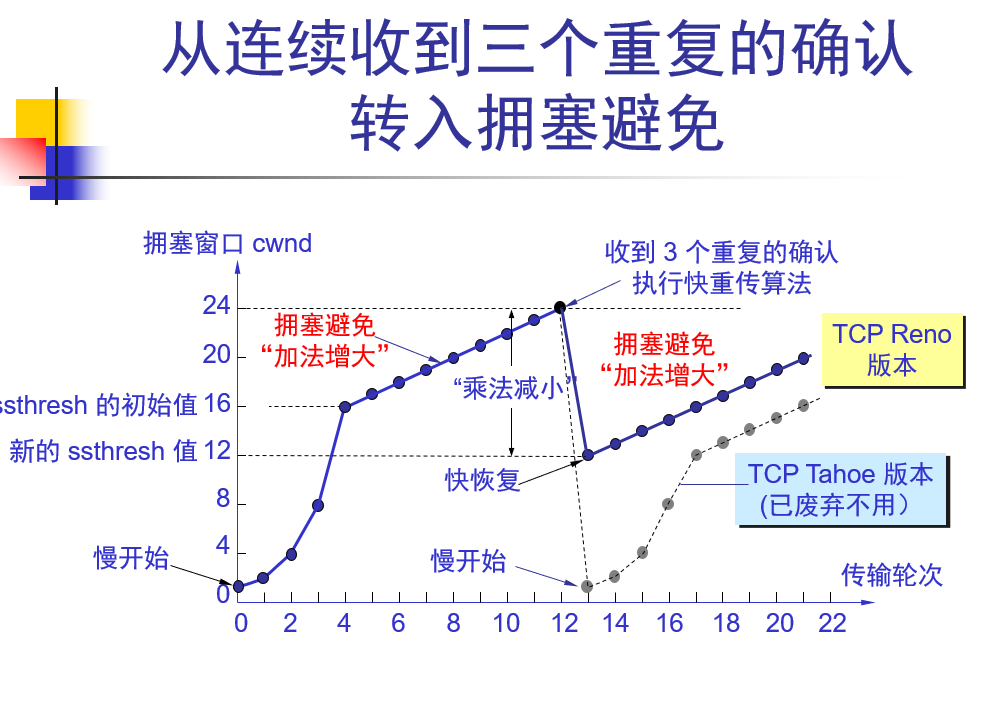 从连续收到三个重复的确认
转入拥塞避免
拥塞窗口 cwnd
收到 3 个重复的确认
执行快重传算法
24
拥塞避免
“加法增大”
拥塞避免
“加法增大”
TCP Reno
版本
20
“乘法减小”
ssthresh 的初始值 16
新的 ssthresh 值 12
快恢复
TCP Tahoe 版本
(已废弃不用）
8
4
慢开始
慢开始
传输轮次
0
0 2 4 6 8 10 12 14 16 18 20 22